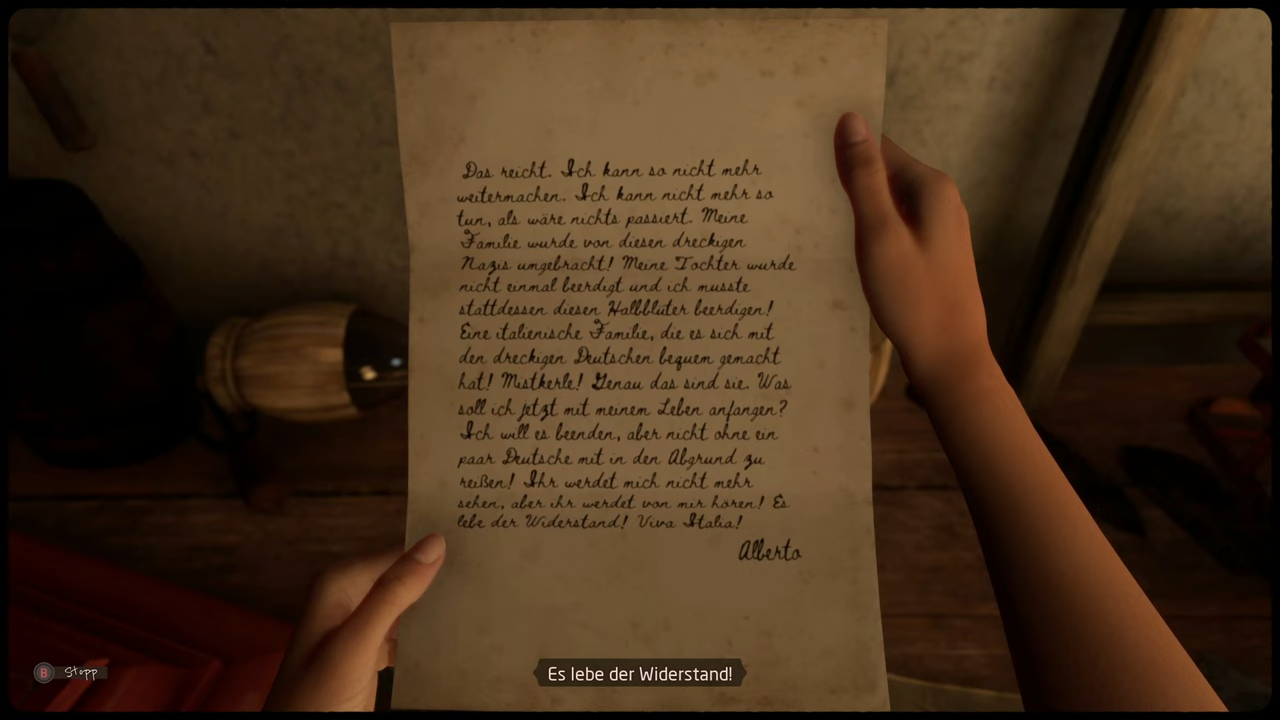 Das reicht. Ich kann so nicht mehr
weitermachen. Ich kann nicht mehr so
tun, als wäre nichts passiert. Meine
Familie wurde von diesen dreckigen
Nazis umgebracht! Meine Tochter wurde
nicht einmal beerdigt und ich musste
stattdessen diesen Halbblüter beerdigen!
Eine italienische Familie, die es sich mit
den dreckigen Deutschen bequem gemacht
hat! Mistkerle! Genau das sind sie. Was
soll ich jetzt mit meinem Leben anfangen?
Ich will es beenden, aber nicht ohne ein
paar Deutsche mit in den Abgrund zu
reißen! Ihr werdet mich nicht mehr
sehen, aber ihr werdet von mir hören! Es
lebe der Widerstand! Viva Italia!
Alberto
B Stopp
Es lebe der Widerstand!